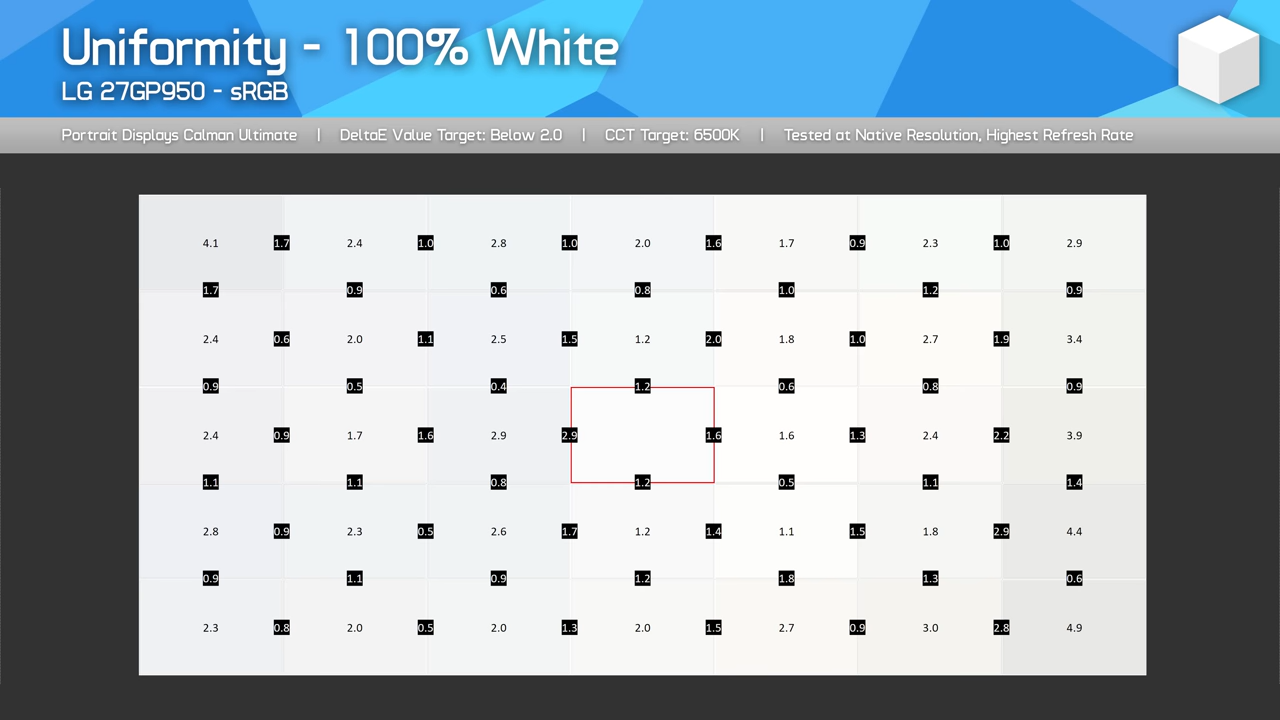 Uniformity - 100% White
LG 27GP950 - sRGB
Portrait Displays Calman Ultimate | DeltaE Value Target: Below 2.0 | CCT Target: 6500K | Tested at Native Resolution, Highest Refresh Rate
4.1 1.7 2.4 1.0 2.8 1.0 2.0 1.6 1.7 0.9 2.3 1.0 2.9
1.7 0.9 0.6 0.8 1.0 1.2 0.9
2.4 0.6 2.0 1.1 2.5 1.5 1.2 2.0 1.8 1.0 2.7 1.9 3.4
0.9 0.5 0.4 1.2 0.6 0.8 0.9
2.4 0.9 1.7 1.6 2.9 2.9 1.6 1.6 1.3 2.4 2.2 3.9
1.1 1.1 0.8 1.2 0.5 1.1 1.4
2.8 0.9 2.3 0.5 2.6 1.7 1.2 1.4 1.1 1.5 1.8 2.9 4.4
0.9 1.1 0.9 1.2 1.8 1.3 0.6
2.3 0.8 2.0 0.5 2.0 1.3 2.0 1.5 2.7 0.9 3.0 2.8 4.9